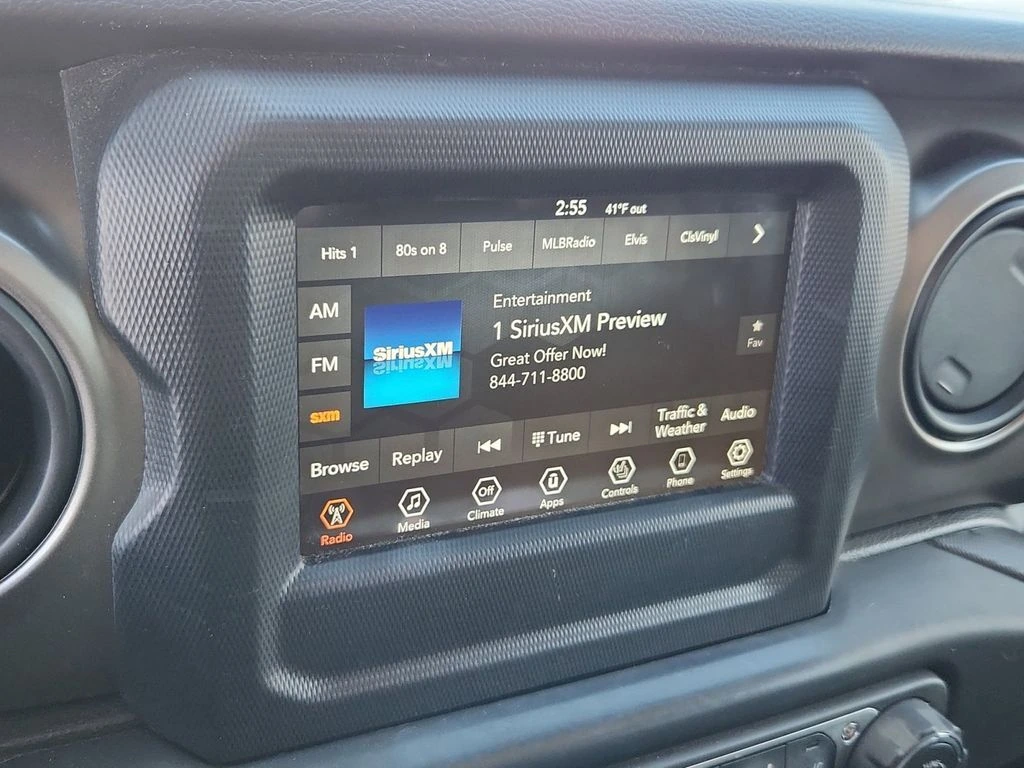 2:55 41°F out
Hits 1 80s on 8 Pulse MLBRadio Elvis ClsVinyl
AM
FM
sxm
SiriusXM
Entertainment
1 SiriusXM Preview
Great Offer Now!
844-711-8800
Fav
Browse Replay Tune Traffic & Weather Audio
Radio Media Off Climate Apps Controls Phone Settings